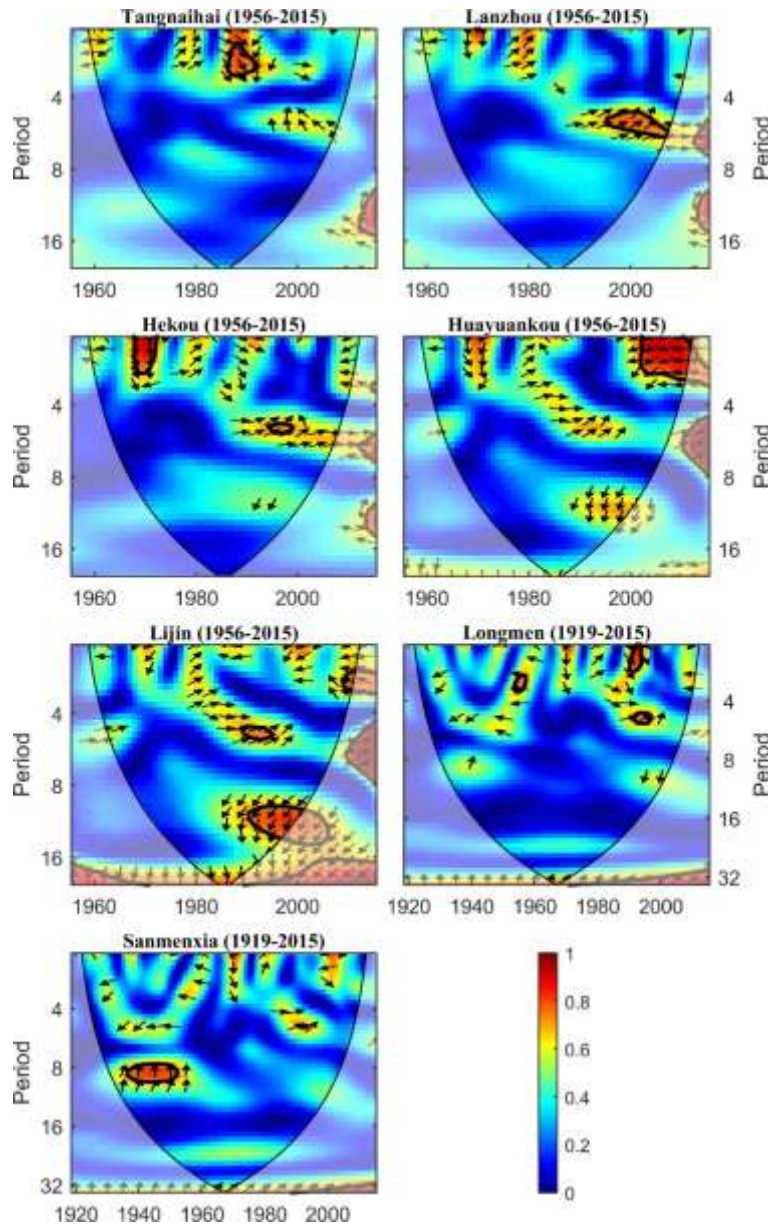 Tangnaihai (1956-2015) Lanzhou (1956-2015)
Period 4 8 16 4 8 16 Period
1960 1980 2000 1960 1980 2000
Hekou (1956-2015) Huayuankou (1956-2015)
Period 4 8 16 4 8 16 Period
1960 1980 2000 1960 1980 2000
Lijin (1956-2015) Longmen (1919-2015)
Period 4 8 16 4 8 16 32 Period
1960 1980 2000 1920 1940 1960 1980 2000
Sanmenxia (1919-2015)
Period 4 8 16 32 1 0.8 0.6 0.4 0.2 0
1920 1940 1960 1980 2000